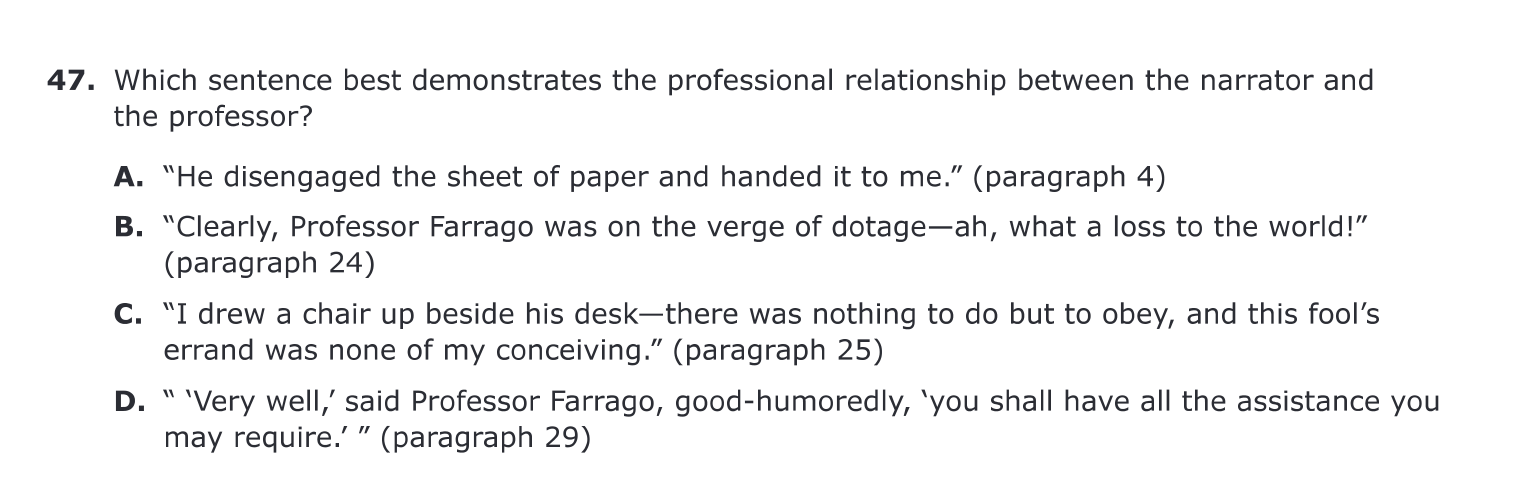 47. Which sentence best demonstrates the professional relationship between the narrator and
the professor?
A. “He disengaged the sheet of paper and handed it to me.” (paragraph 4)
B. “Clearly, Professor Farrago was on the verge of dotage—ah, what a loss to the world!”
(paragraph 24)
C. “I drew a chair up beside his desk—there was nothing to do but to obey, and this fool’s
errand was none of my conceiving.” (paragraph 25)
D. “ ‘Very well,’ said Professor Farrago, good-humoredly, ‘you shall have all the assistance you
may require.’ ” (paragraph 29)